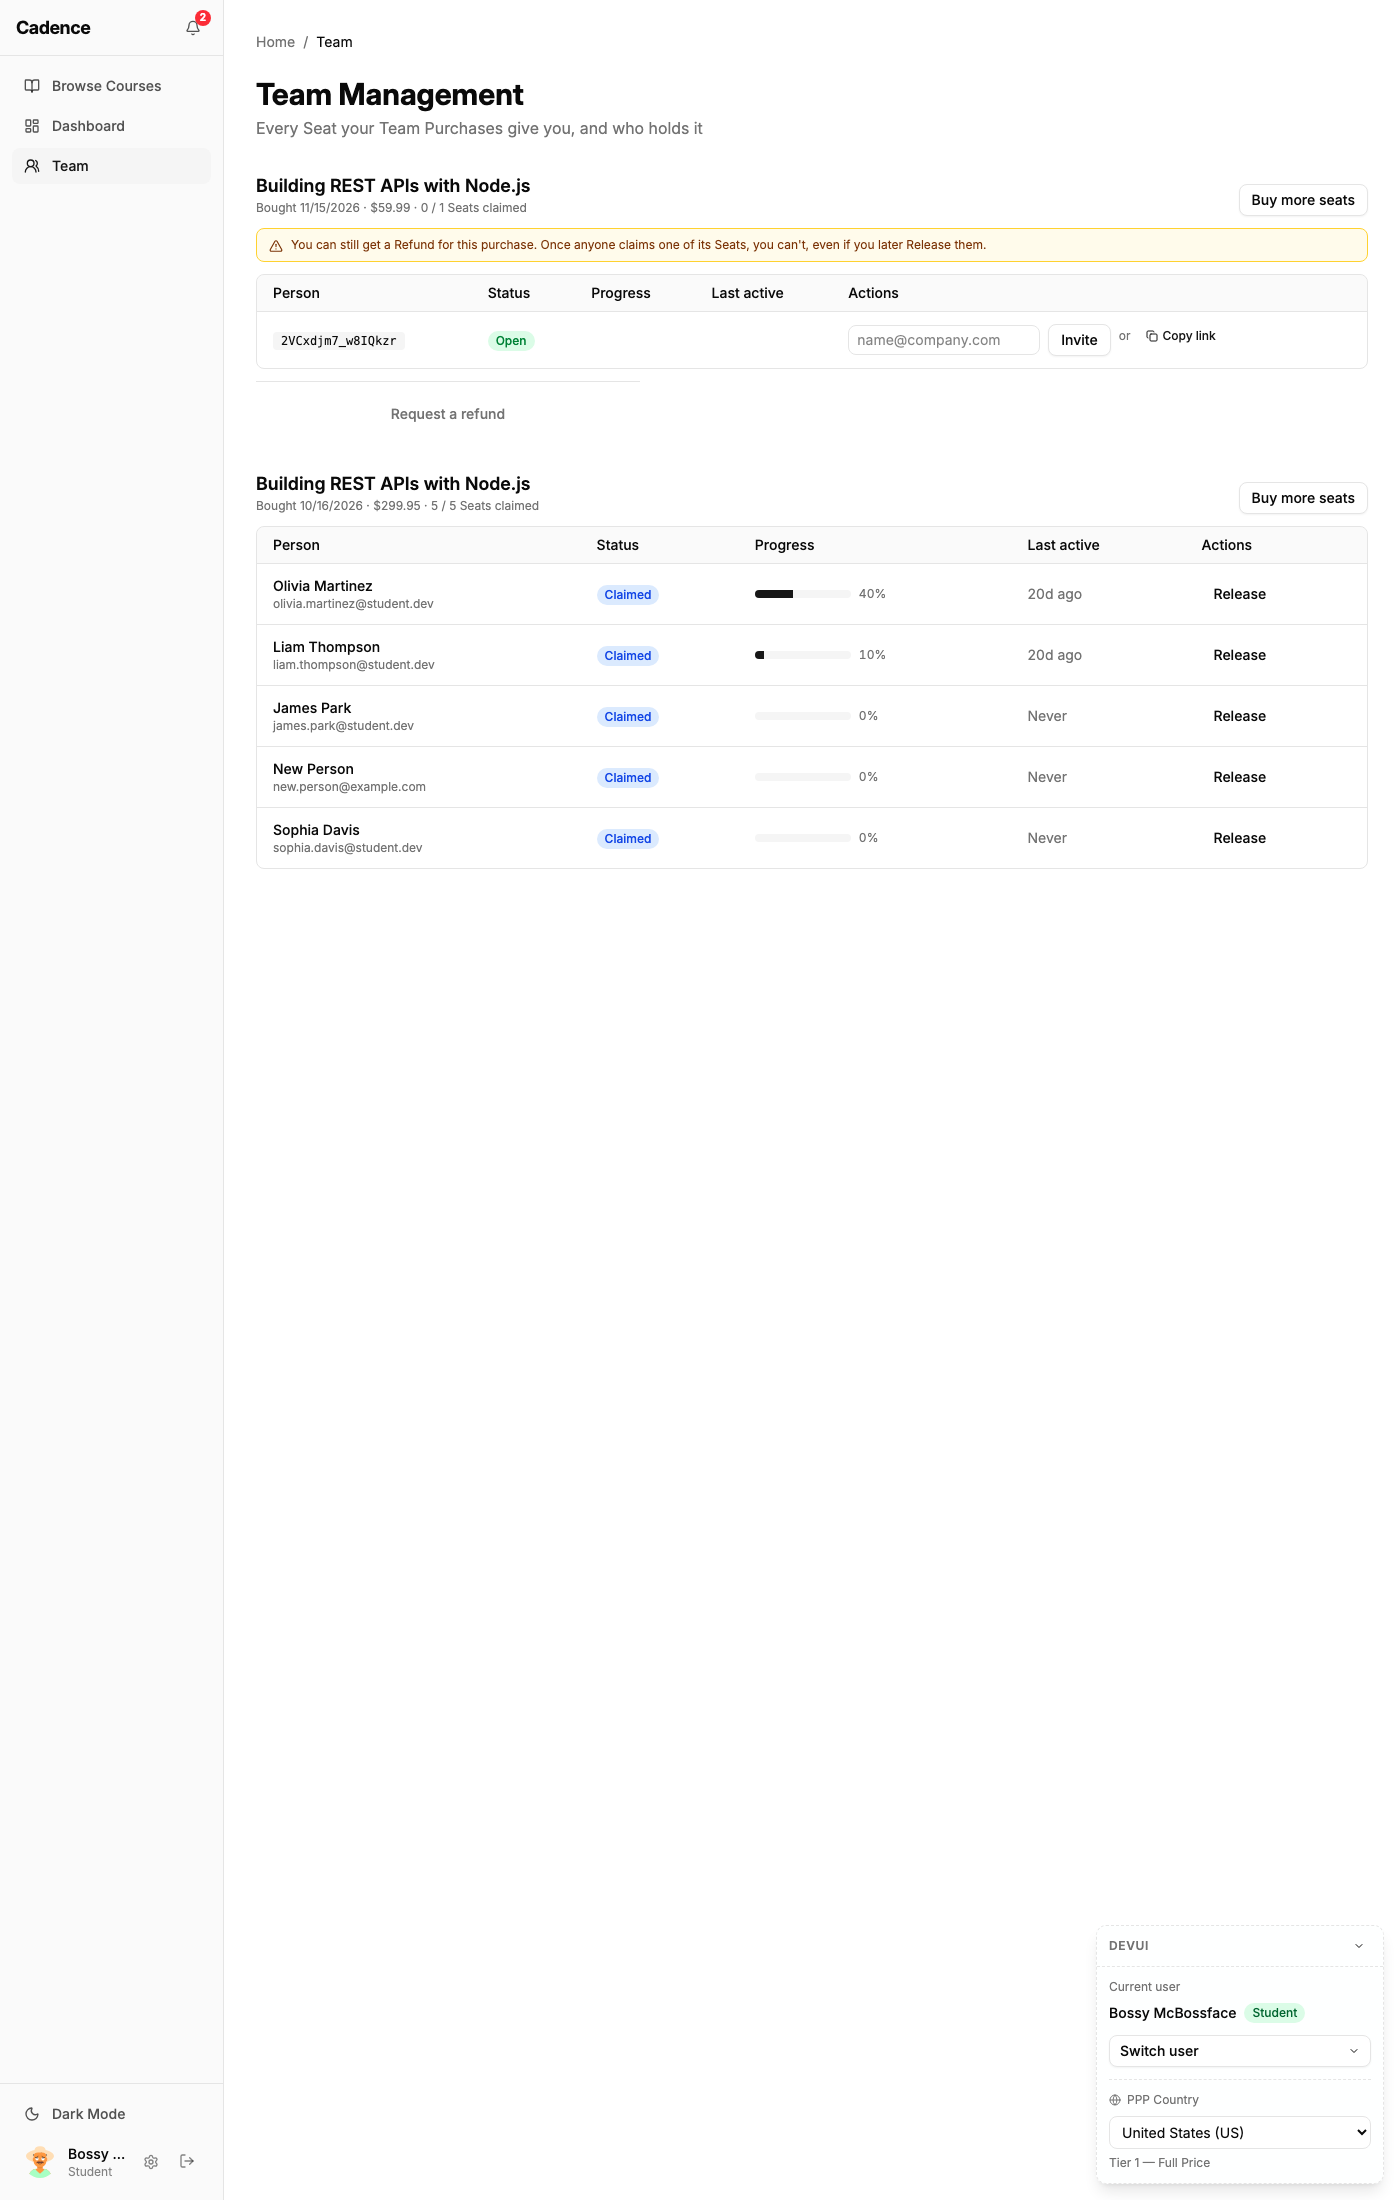 Cadence
2
Browse Courses
Dashboard
Team
Home / Team
Team Management
Every Seat your Team Purchases give you, and who holds it
Building REST APIs with Node.js
Bought 11/15/2026 · $59.99 · 0 / 1 Seats claimed
Buy more seats
You can still get a Refund for this purchase. Once anyone claims one of its Seats, you can't, even if you later Release them.
Person Status Progress Last active Actions
2VCxdjm7_w8IQkzr Open name@company.com Invite or Copy link
Request a refund
Building REST APIs with Node.js
Bought 10/16/2026 · $299.95 · 5 / 5 Seats claimed
Buy more seats
Person Status Progress Last active Actions
Olivia Martinez
olivia.martinez@student.dev
Claimed 40% 20d ago Release
Liam Thompson
liam.thompson@student.dev
Claimed 10% 20d ago Release
James Park
james.park@student.dev
Claimed 0% Never Release
New Person
new.person@example.com
Claimed 0% Never Release
Sophia Davis
sophia.davis@student.dev
Claimed 0% Never Release
DEVUI
Current user
Bossy McBossface Student
Switch user
PPP Country
United States (US)
Tier 1 — Full Price
Dark Mode
Bossy ...
Student